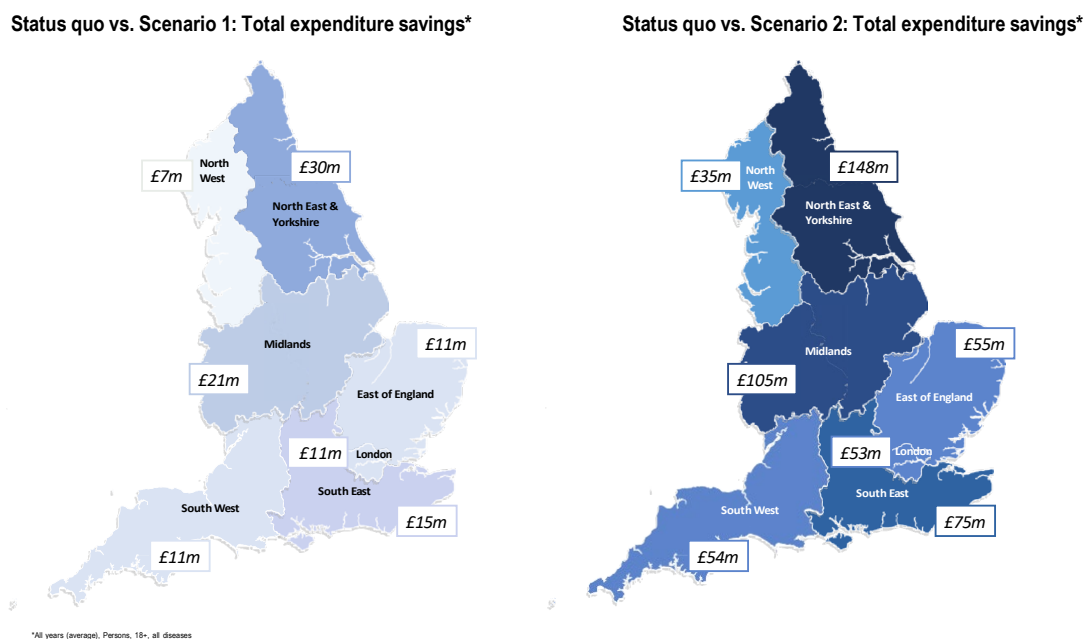 Status quo vs. Scenario 1: Total expenditure savings*
North
West
£7m
£30m
North East &
Yorkshire
Midlands
£11m
£21m
East of England
£11m
London
South East
South West
£15m
£11m
Status quo vs. Scenario 2: Total expenditure savings*
£35m
North
West
£148m
North East &
Yorkshire
£55m
Midlands
£105m
East of England
£53m
London
South East
South West
£75m
£54m
*All years (average), Persons, 18+, all diseases